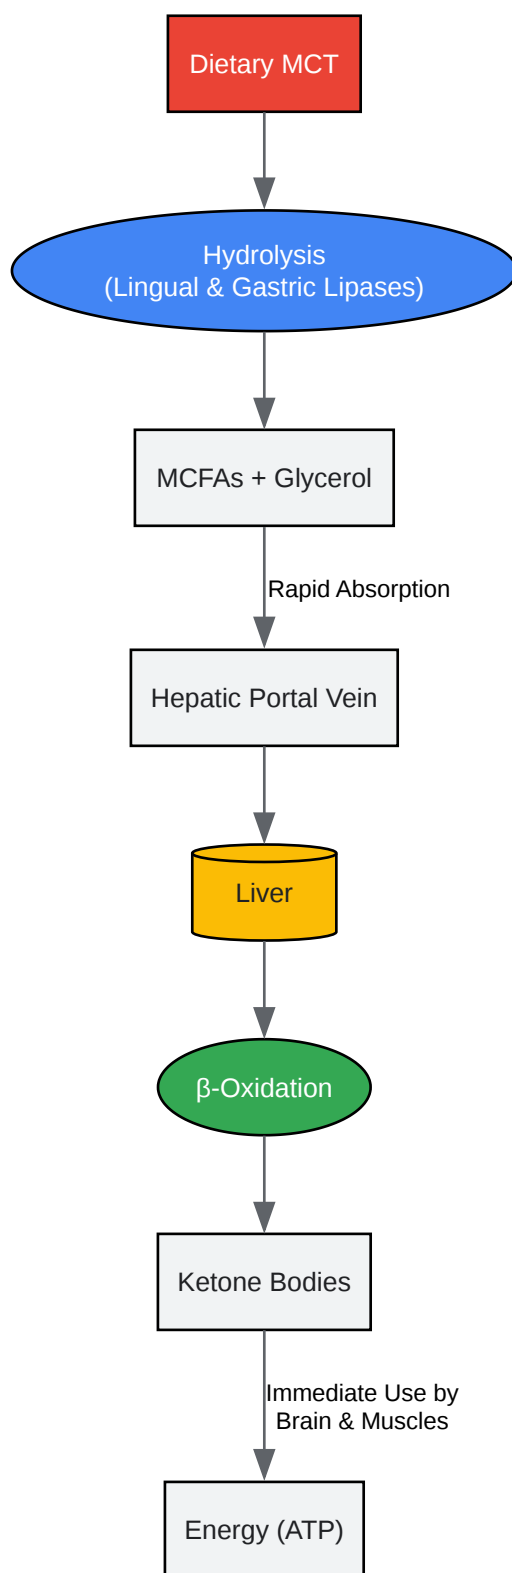 Dietary MCT
Hydrolysis
(Lingual & Gastric Lipases)
MCFAs + Glycerol
Rapid Absorption
Hepatic Portal Vein
Liver
β-Oxidation
Ketone Bodies
Immediate Use by
Brain & Muscles
Energy (ATP)